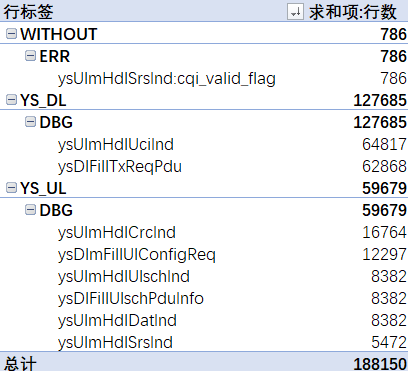 行标签 求和项:行数
WITHOUT 786
ERR 786
ysUlmHdlSrsInd:cqi_valid_flag 786
YS_DL 127685
DBG 127685
ysUlmHdlUciInd 64817
ysDlFillTxReqPdu 62868
YS_UL 59679
DBG 59679
ysUlmHdlCrcInd 16764
ysDlmFillUlConfigReq 12297
ysUlmHdlUlschInd 8382
ysDlFillUlschPduInfo 8382
ysUlmHdlDatInd 8382
ysUlmHdlSrsInd 5472
总计 188150